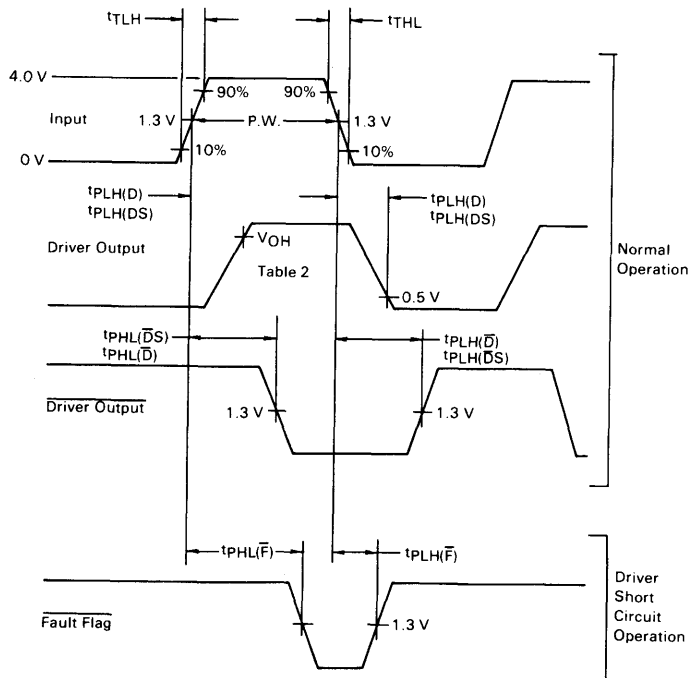 tTLH
tTHL
4.0 V
90%
90%
Input
1.3 V
P.W.
1.3 V
10%
10%
0 V
tPLH(D)
tPLH(DS)
tPLH(D)
tPLH(DS)
Driver Output
VOH
Table 2
0.5 V
Normal
Operation
tPHL(D̅S)
tPHL(D̅)
tPLH(D̅)
tPLH(D̅S)
Driver Output
1.3 V
1.3 V
tPHL(F̅)
tPLH(F̅)
Fault Flag
1.3 V
Driver
Short
Circuit
Operation